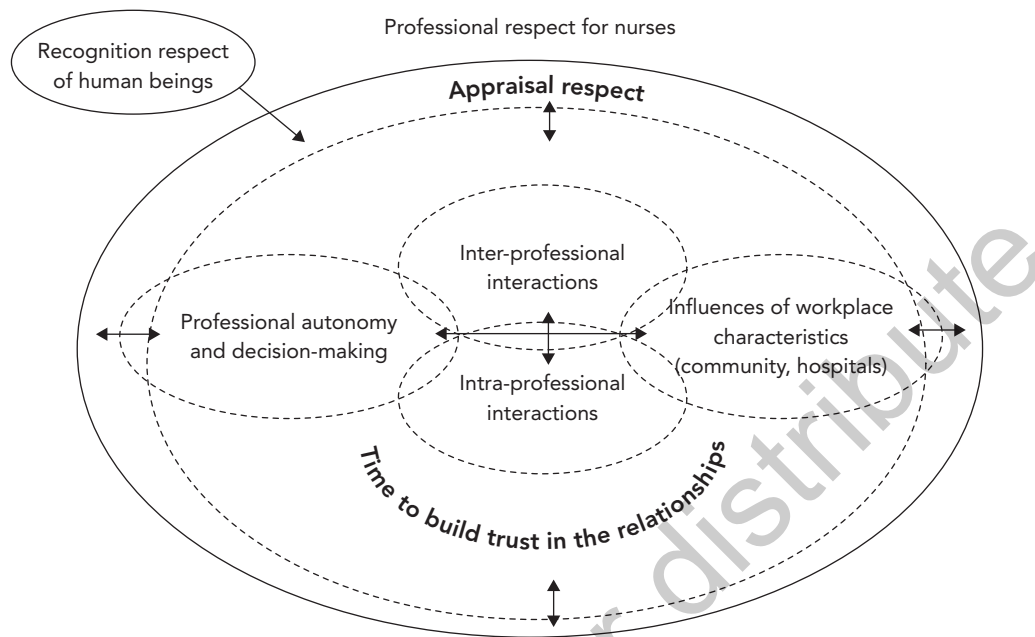 Professional respect for nurses
Recognition respect
of human beings
Appraisal respect
Inter-professional
interactions
Professional autonomy
and decision-making
Influences of workplace
characteristics
(community, hospitals)
Intra-professional
interactions
Time to build trust in the relationships
distribute